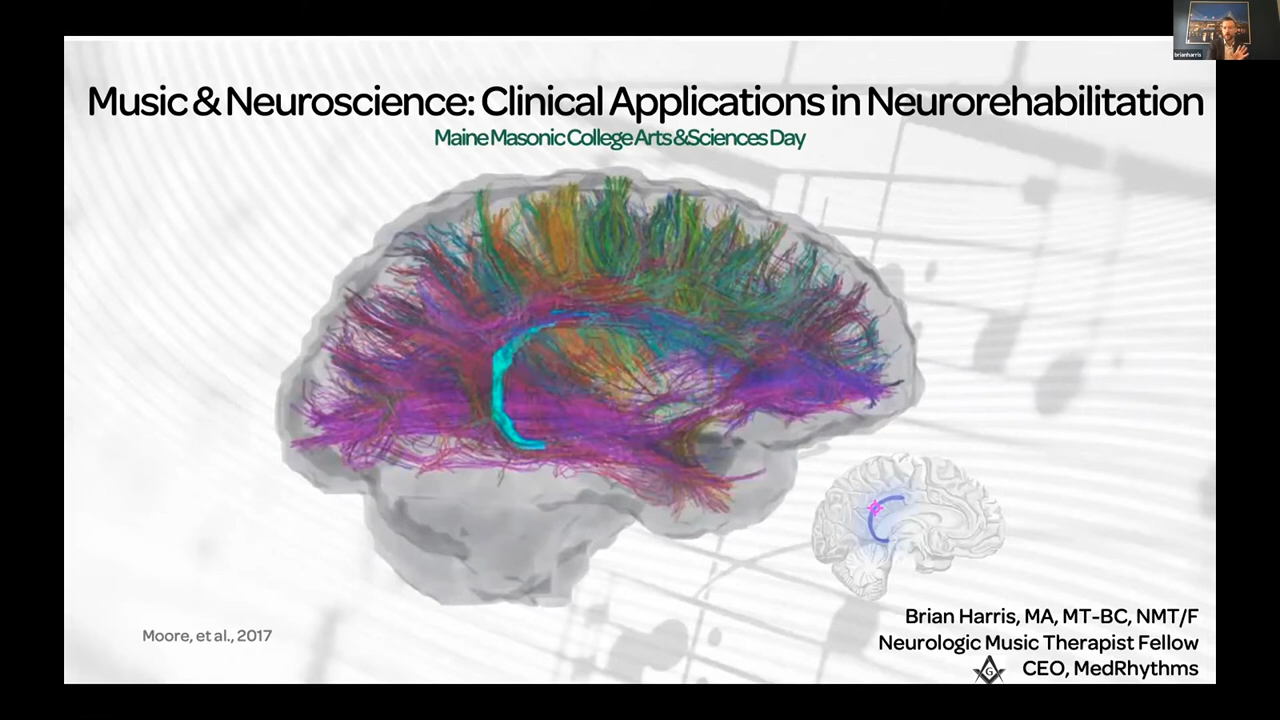 brianharris
Music & Neuroscience: Clinical Applications in Neurorehabilitation
Maine Masonic College Arts &Sciences Day
Moore, et al., 2017
Brian Harris, MA, MT-BC, NMT/F
Neurologic Music Therapist Fellow
G
CEO, MedRhythms